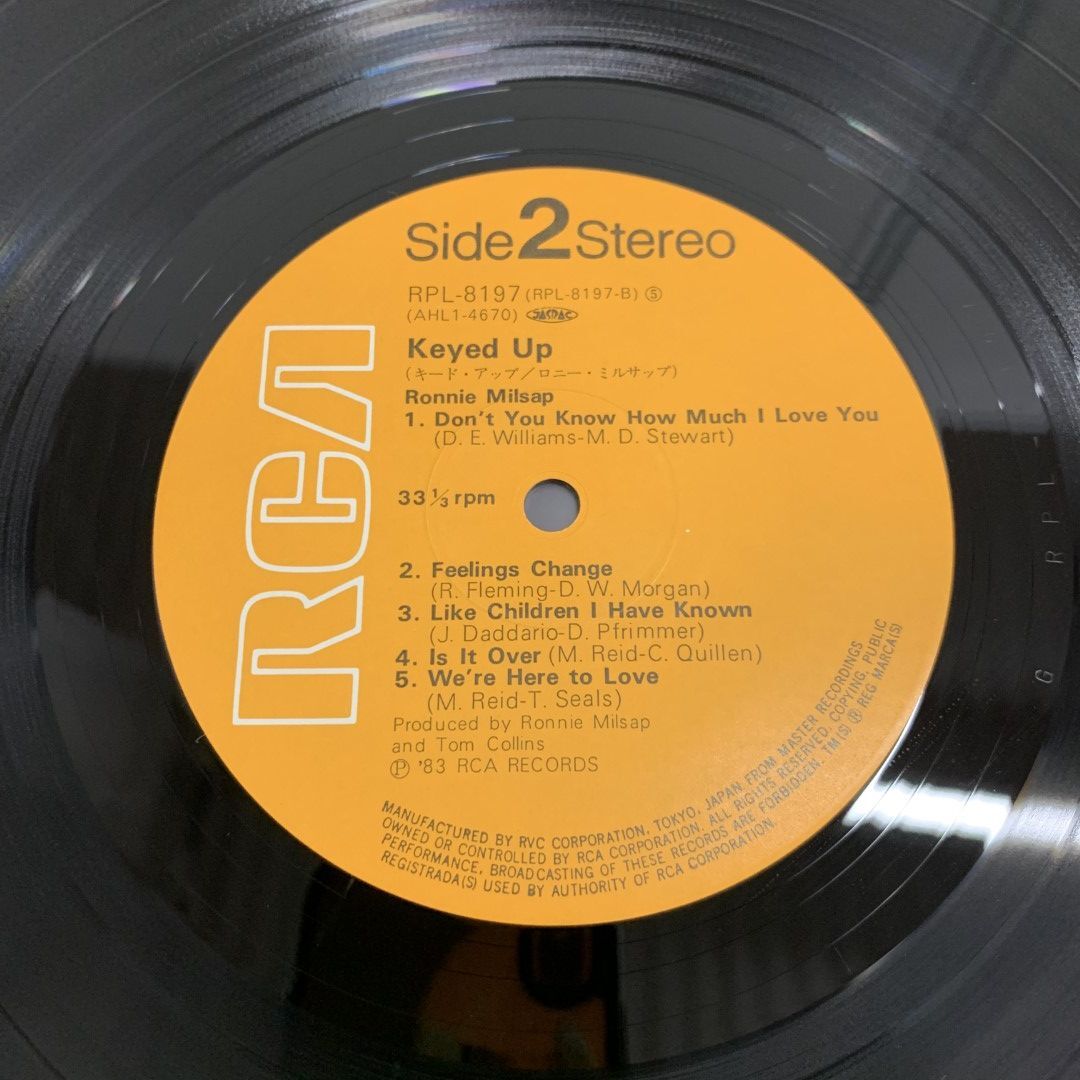 Side 2 Stereo
RPL-8197 (RPL-8197-B) Ⓢ
(AHL1-4670) JASRAC
Keyed Up
(キード・アップ/ロニー・ミルサップ)
Ronnie Milsap
1. Don't You Know How Much I Love You
(D. E. Williams-M. D. Stewart)
33 1/3 rpm
2. Feelings Change
(R. Fleming-D. W. Morgan)
3. Like Children I Have Known
(J. Daddario-D. Pfrimmer)
4. Is It Over (M. Reid-C. Quillen)
5. We're Here to Love
(M. Reid-T. Seals)
Produced by Ronnie Milsap
and Tom Collins
Ⓟ '83 RCA RECORDS
MANUFACTURED BY RVC CORPORATION, TOKYO, JAPAN FROM MASTER RECORDINGS
OWNED OR CONTROLLED BY RCA CORPORATION. ALL RIGHTS RESERVED. COPYING, PUBLIC
PERFORMANCE, BROADCASTING OF THESE RECORDS ARE FORBIDDEN. TM(S) ® REG MARCA(S)
REGISTRADA(S) USED BY AUTHORITY OF RCA CORPORATION.
RCA
G RPL